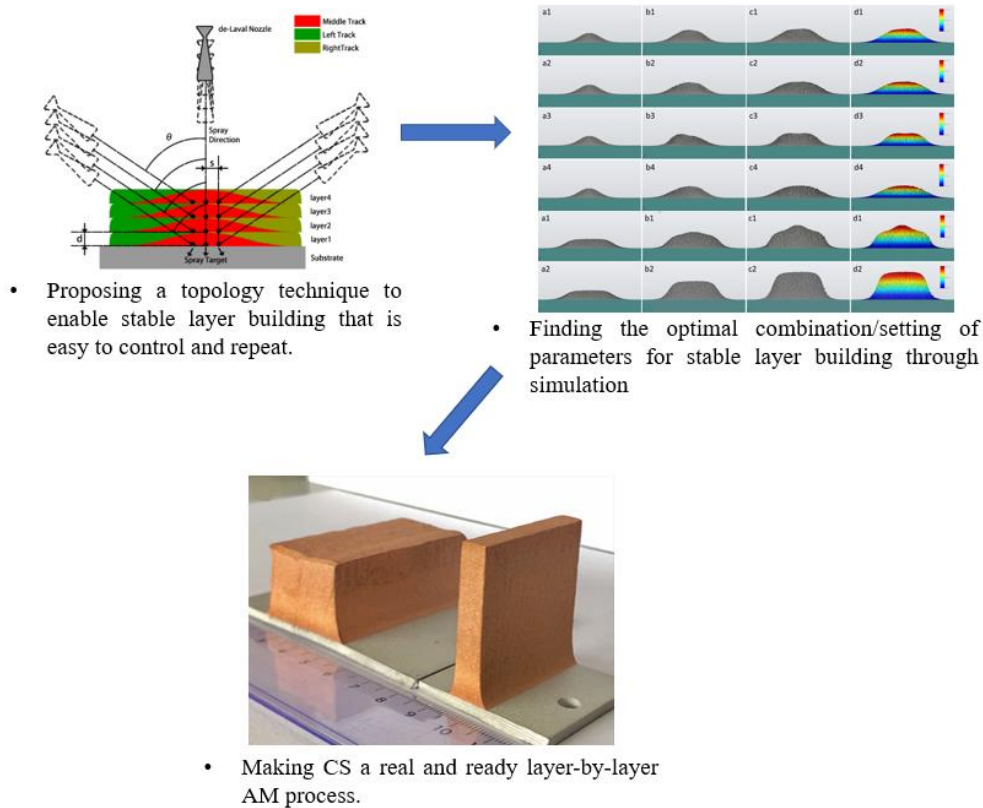 de-Laval Nozzle
Middle Track
Left Track
RightTrack
θ
Spray
Direction
s
layer4
layer3
layer2
layer1
d
Spray Target
Substrate
• Proposing a topology technique to
enable stable layer building that is
easy to control and repeat.
a1 b1 c1 d1
a2 b2 c2 d2
a3 b3 c3 d3
a4 b4 c4 d4
a1 b1 c1 d1
a2 b2 c2 d2
• Finding the optimal combination/setting of
parameters for stable layer building through
simulation
7 8 9 10
• Making CS a real and ready layer-by-layer
AM process.